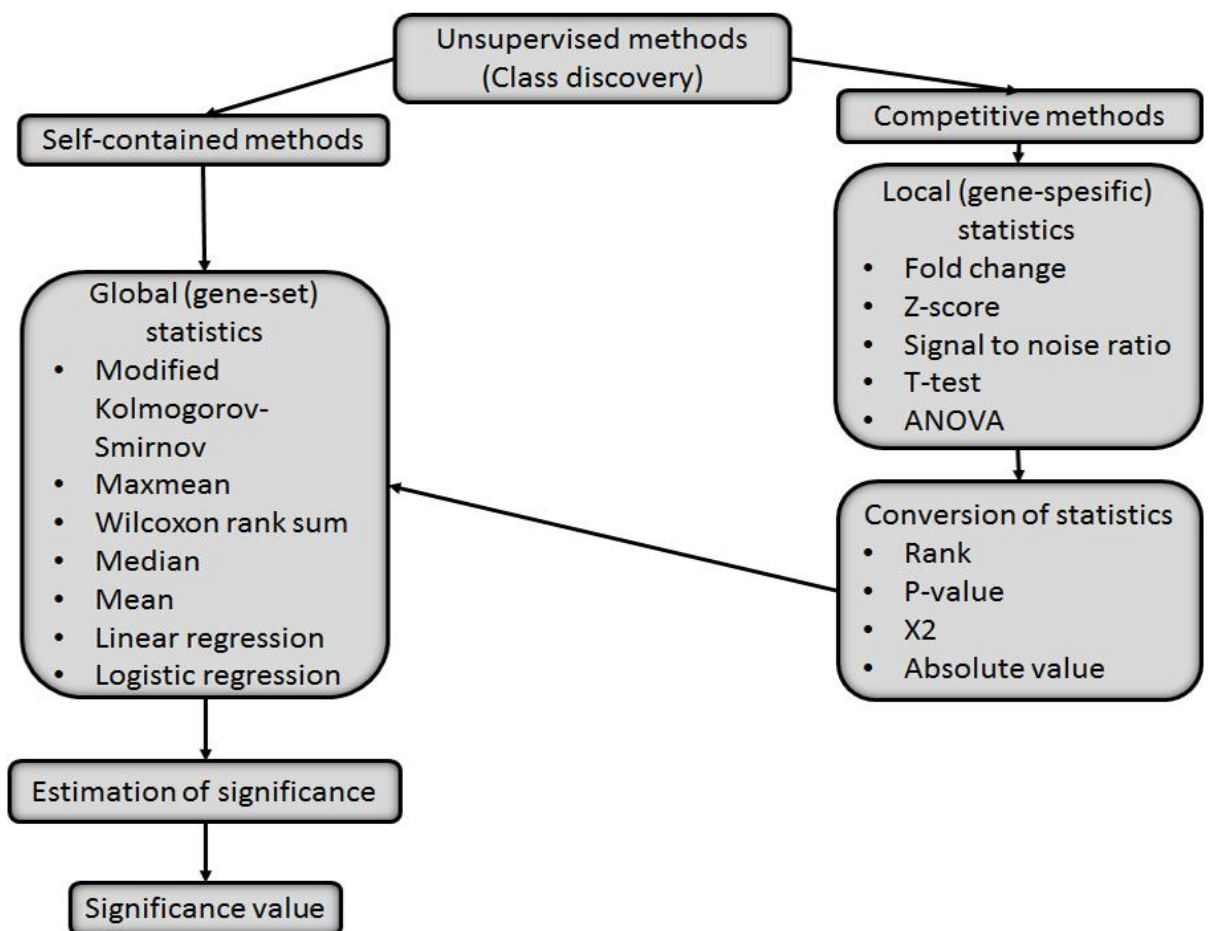 Unsupervised methods
(Class discovery)
Self-contained methods
Competitive methods
Local (gene-spesific)
statistics
• Fold change
• Z-score
• Signal to noise ratio
• T-test
• ANOVA
Global (gene-set)
statistics
• Modified
Kolmogorov-
Smirnov
• Maxmean
• Wilcoxon rank sum
• Median
• Mean
• Linear regression
• Logistic regression
Conversion of statistics
• Rank
• P-value
• X2
• Absolute value
Estimation of significance
Significance value